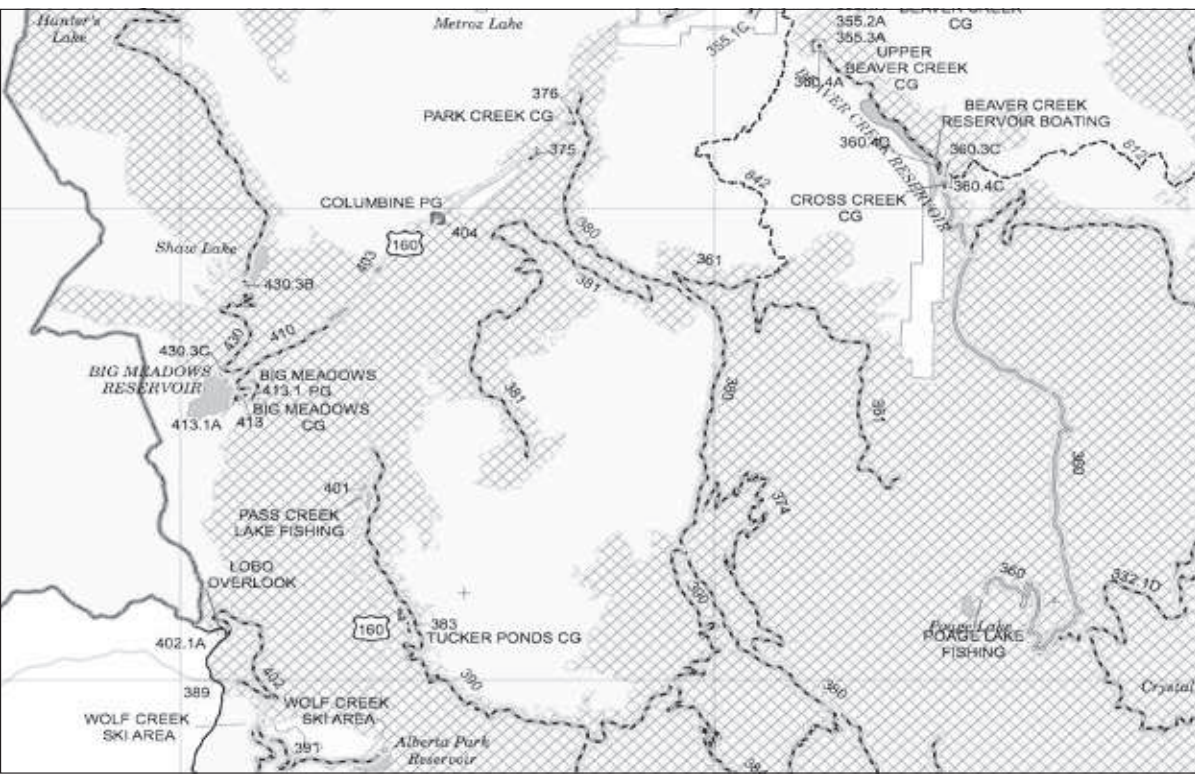 Hunter's
Lake
Metroz Lake
355.1C
355.2A
355.3A
CG
UPPER
BEAVER CREEK
CG
360.4A
BEAVER CREEK RESERVOIR
BEAVER CREEK
RESERVOIR BOATING
360.4D
360.3C
360.4C
612
376
PARK CREEK CG
375
642
CROSS CREEK
CG
COLUMBINE PG
404
160
380
Shaw Lake
403
361
381
430.3B
430
410
430.3C
BIG MEADOWS
RESERVOIR
BIG MEADOWS
413.1 PG
BIG MEADOWS
CG
413.1A
413
381
380
361
360
401
PASS CREEK
LAKE FISHING
374
LOBO
OVERLOOK
390
360
332.1D
160
383
TUCKER PONDS CG
Poage Lake
POAGE LAKE
FISHING
402.1A
402
390
380
Crystal
389
WOLF CREEK
SKI AREA
WOLF CREEK
SKI AREA
391
Alberta Park
Reservoir